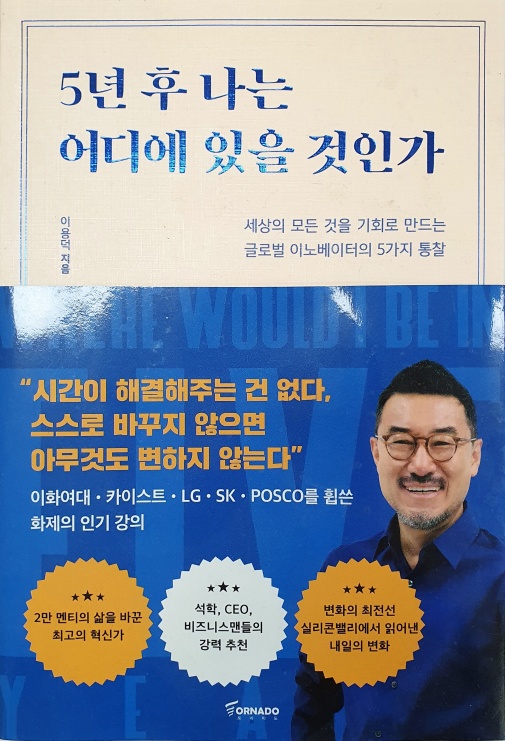 5년 후 나는
어디에 있을 것인가
이용덕 지음
세상의 모든 것을 기회로 만드는
글로벌 이노베이터의 5가지 통찰
WHERE WOULD I BE IN
FIVE
YEA
“시간이 해결해주는 건 없다,
스스로 바꾸지 않으면
아무것도 변하지 않는다”
이화여대·카이스트·LG·SK·POSCO를 휩쓴
화제의 인기 강의
★★★
2만 멘티의 삶을 바꾼
최고의 혁신가
★★★
석학, CEO,
비즈니스맨들의
강력 추천
★★★
변화의 최전선
실리콘밸리에서 읽어낸
내일의 변화
TORNADO
토네이도